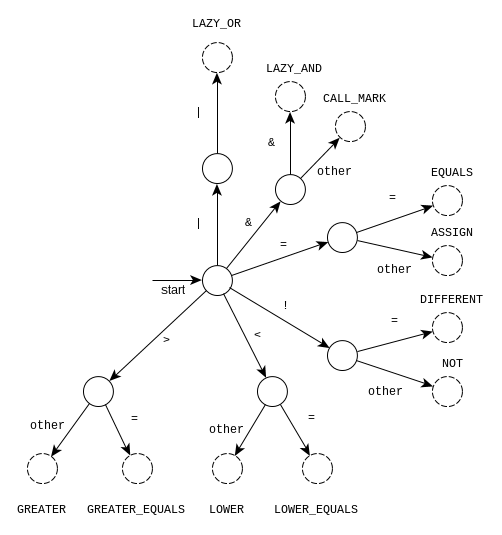 LAZY_OR
LAZY_AND
CALL_MARK
|
&
other
EQUALS
=
|
&
ASSIGN
=
other
start
DIFFERENT
!
=
>
<
NOT
other
other
=
other
=
GREATER
GREATER_EQUALS
LOWER
LOWER_EQUALS